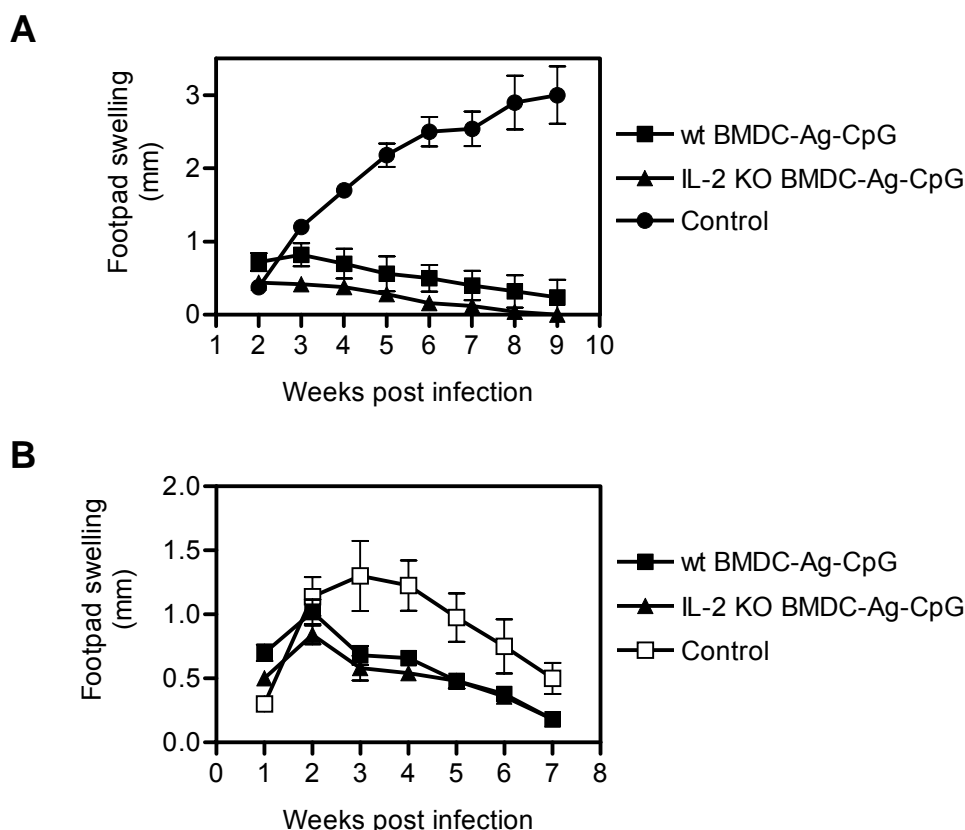 A
Footpad swelling
(mm)
3
2
1
0
1 2 3 4 5 6 7 8 9 10
Weeks post infection
wt BMDC-Ag-CpG
IL-2 KO BMDC-Ag-CpG
Control
B
Footpad swelling
(mm)
2.0
1.5
1.0
0.5
0.0
0 1 2 3 4 5 6 7 8
Weeks post infection
wt BMDC-Ag-CpG
IL-2 KO BMDC-Ag-CpG
Control